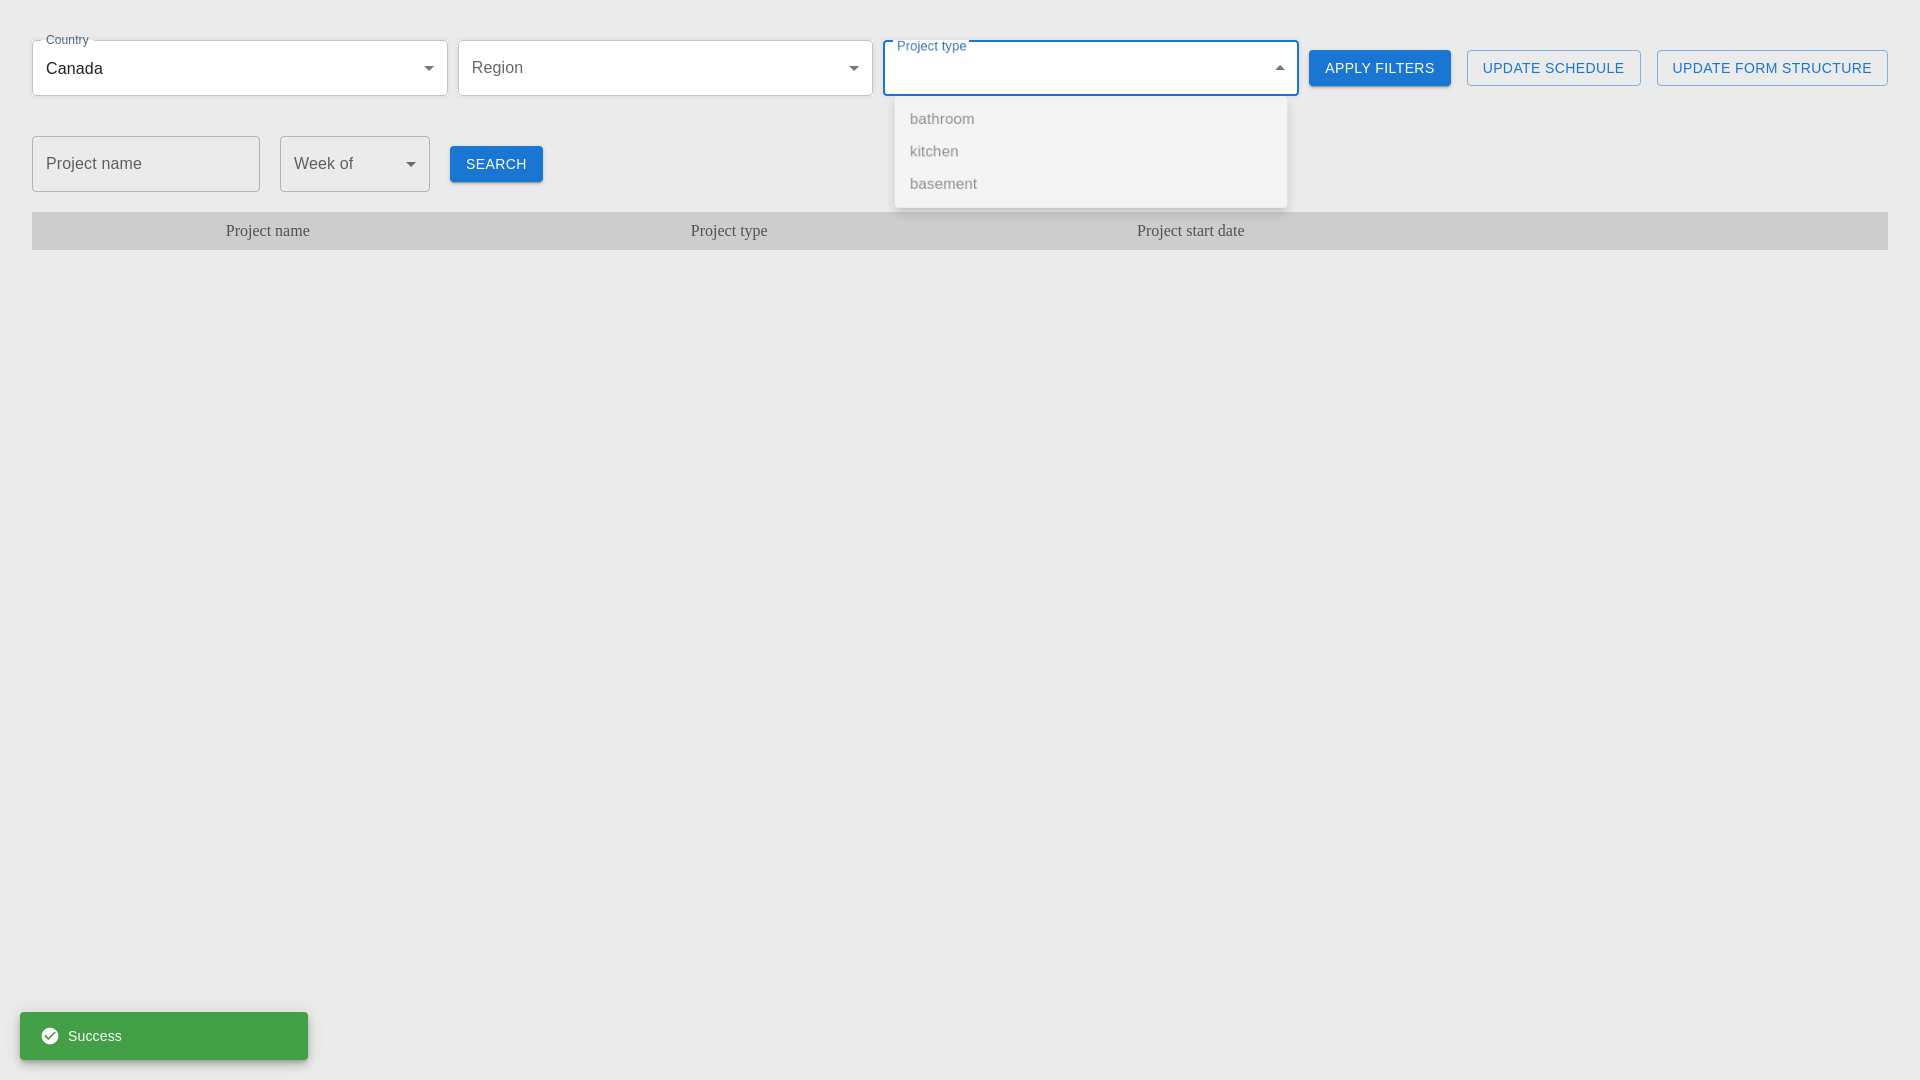 Country
Canada
Region
Project type
APPLY FILTERS
UPDATE SCHEDULE
UPDATE FORM STRUCTURE
bathroom
kitchen
basement
Project name
Week of
SEARCH
Project name
Project type
Project start date
Success